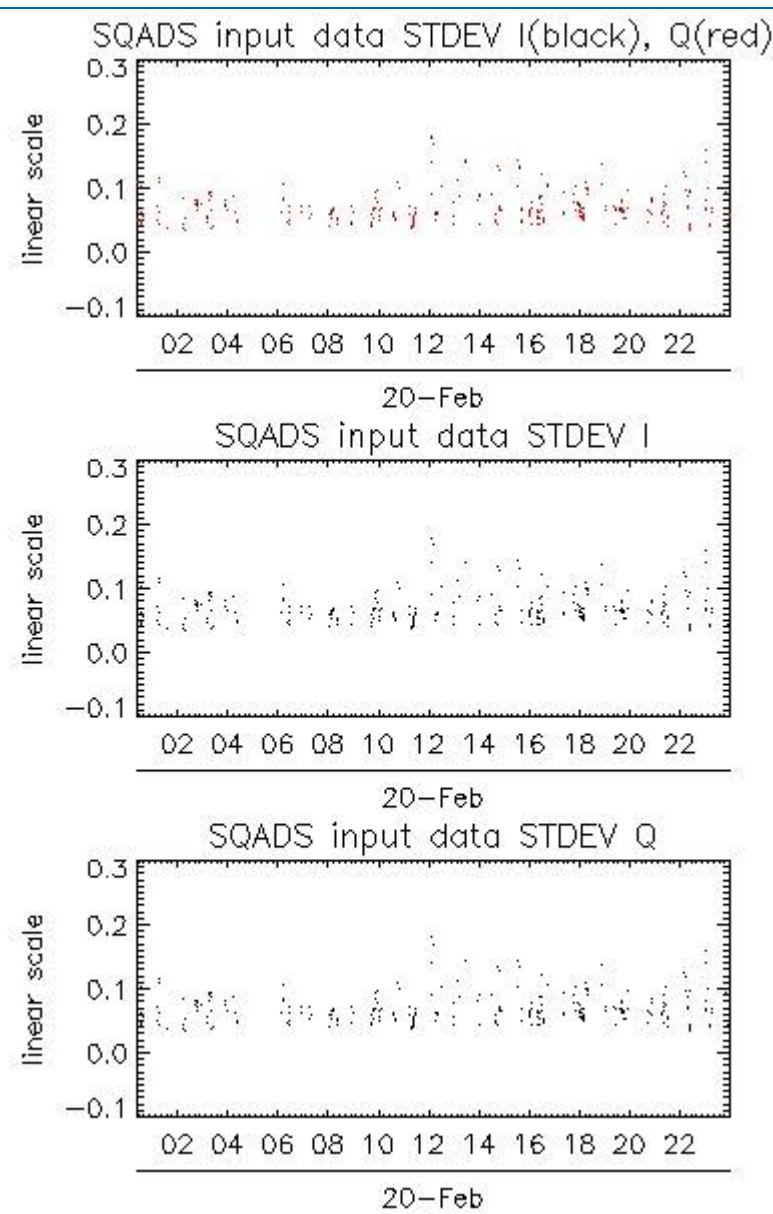 SQADS input data STDEV I(black), Q(red)
0.3
0.2
0.1
0.0
−0.1
linear scale
02 04 06 08 10 12 14 16 18 20 22
20−Feb
SQADS input data STDEV I
0.3
0.2
0.1
0.0
−0.1
linear scale
02 04 06 08 10 12 14 16 18 20 22
20−Feb
SQADS input data STDEV Q
0.3
0.2
0.1
0.0
−0.1
linear scale
02 04 06 08 10 12 14 16 18 20 22
20−Feb